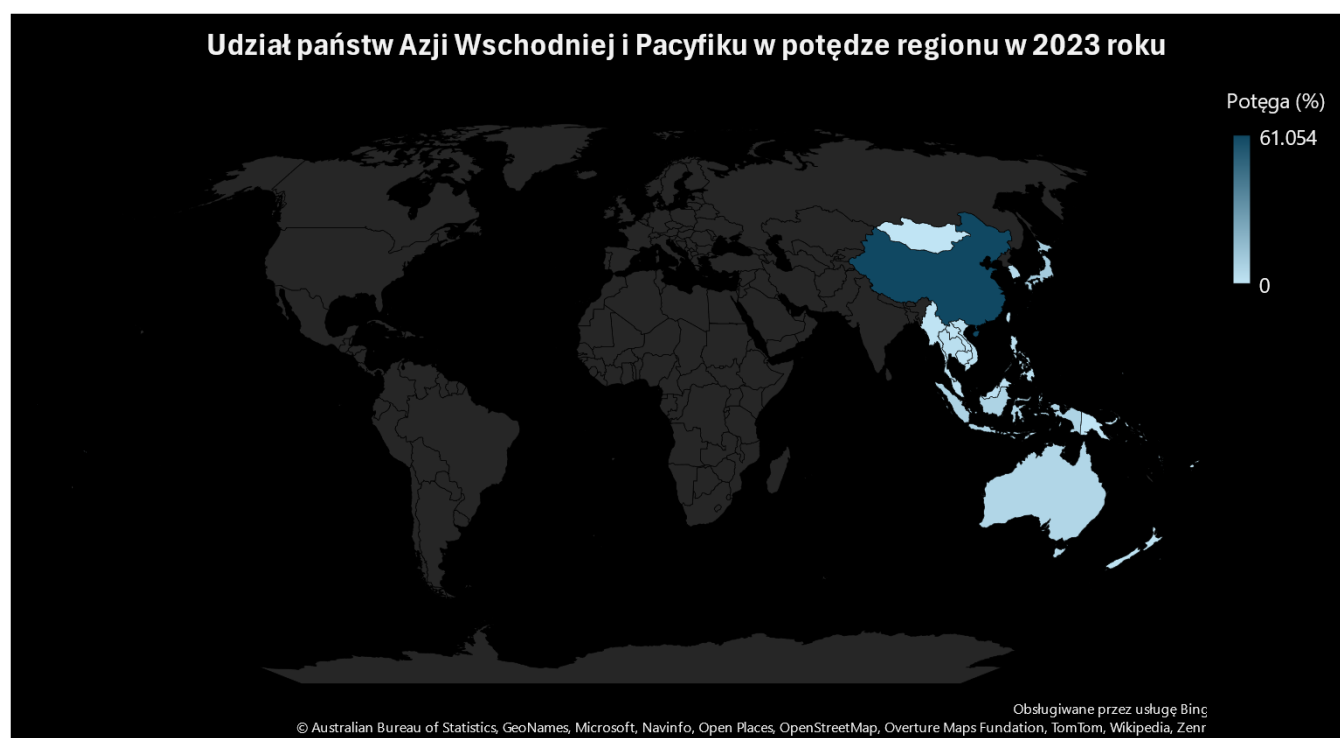 Udział państw Azji Wschodniej i Pacyfiku w potędze regionu w 2023 roku
Potęga (%)
61.054
0
Obsługiwane przez usługę Bing
© Australian Bureau of Statistics, GeoNames, Microsoft, Navinfo, Open Places, OpenStreetMap, Overture Maps Fundation, TomTom, Wikipedia,